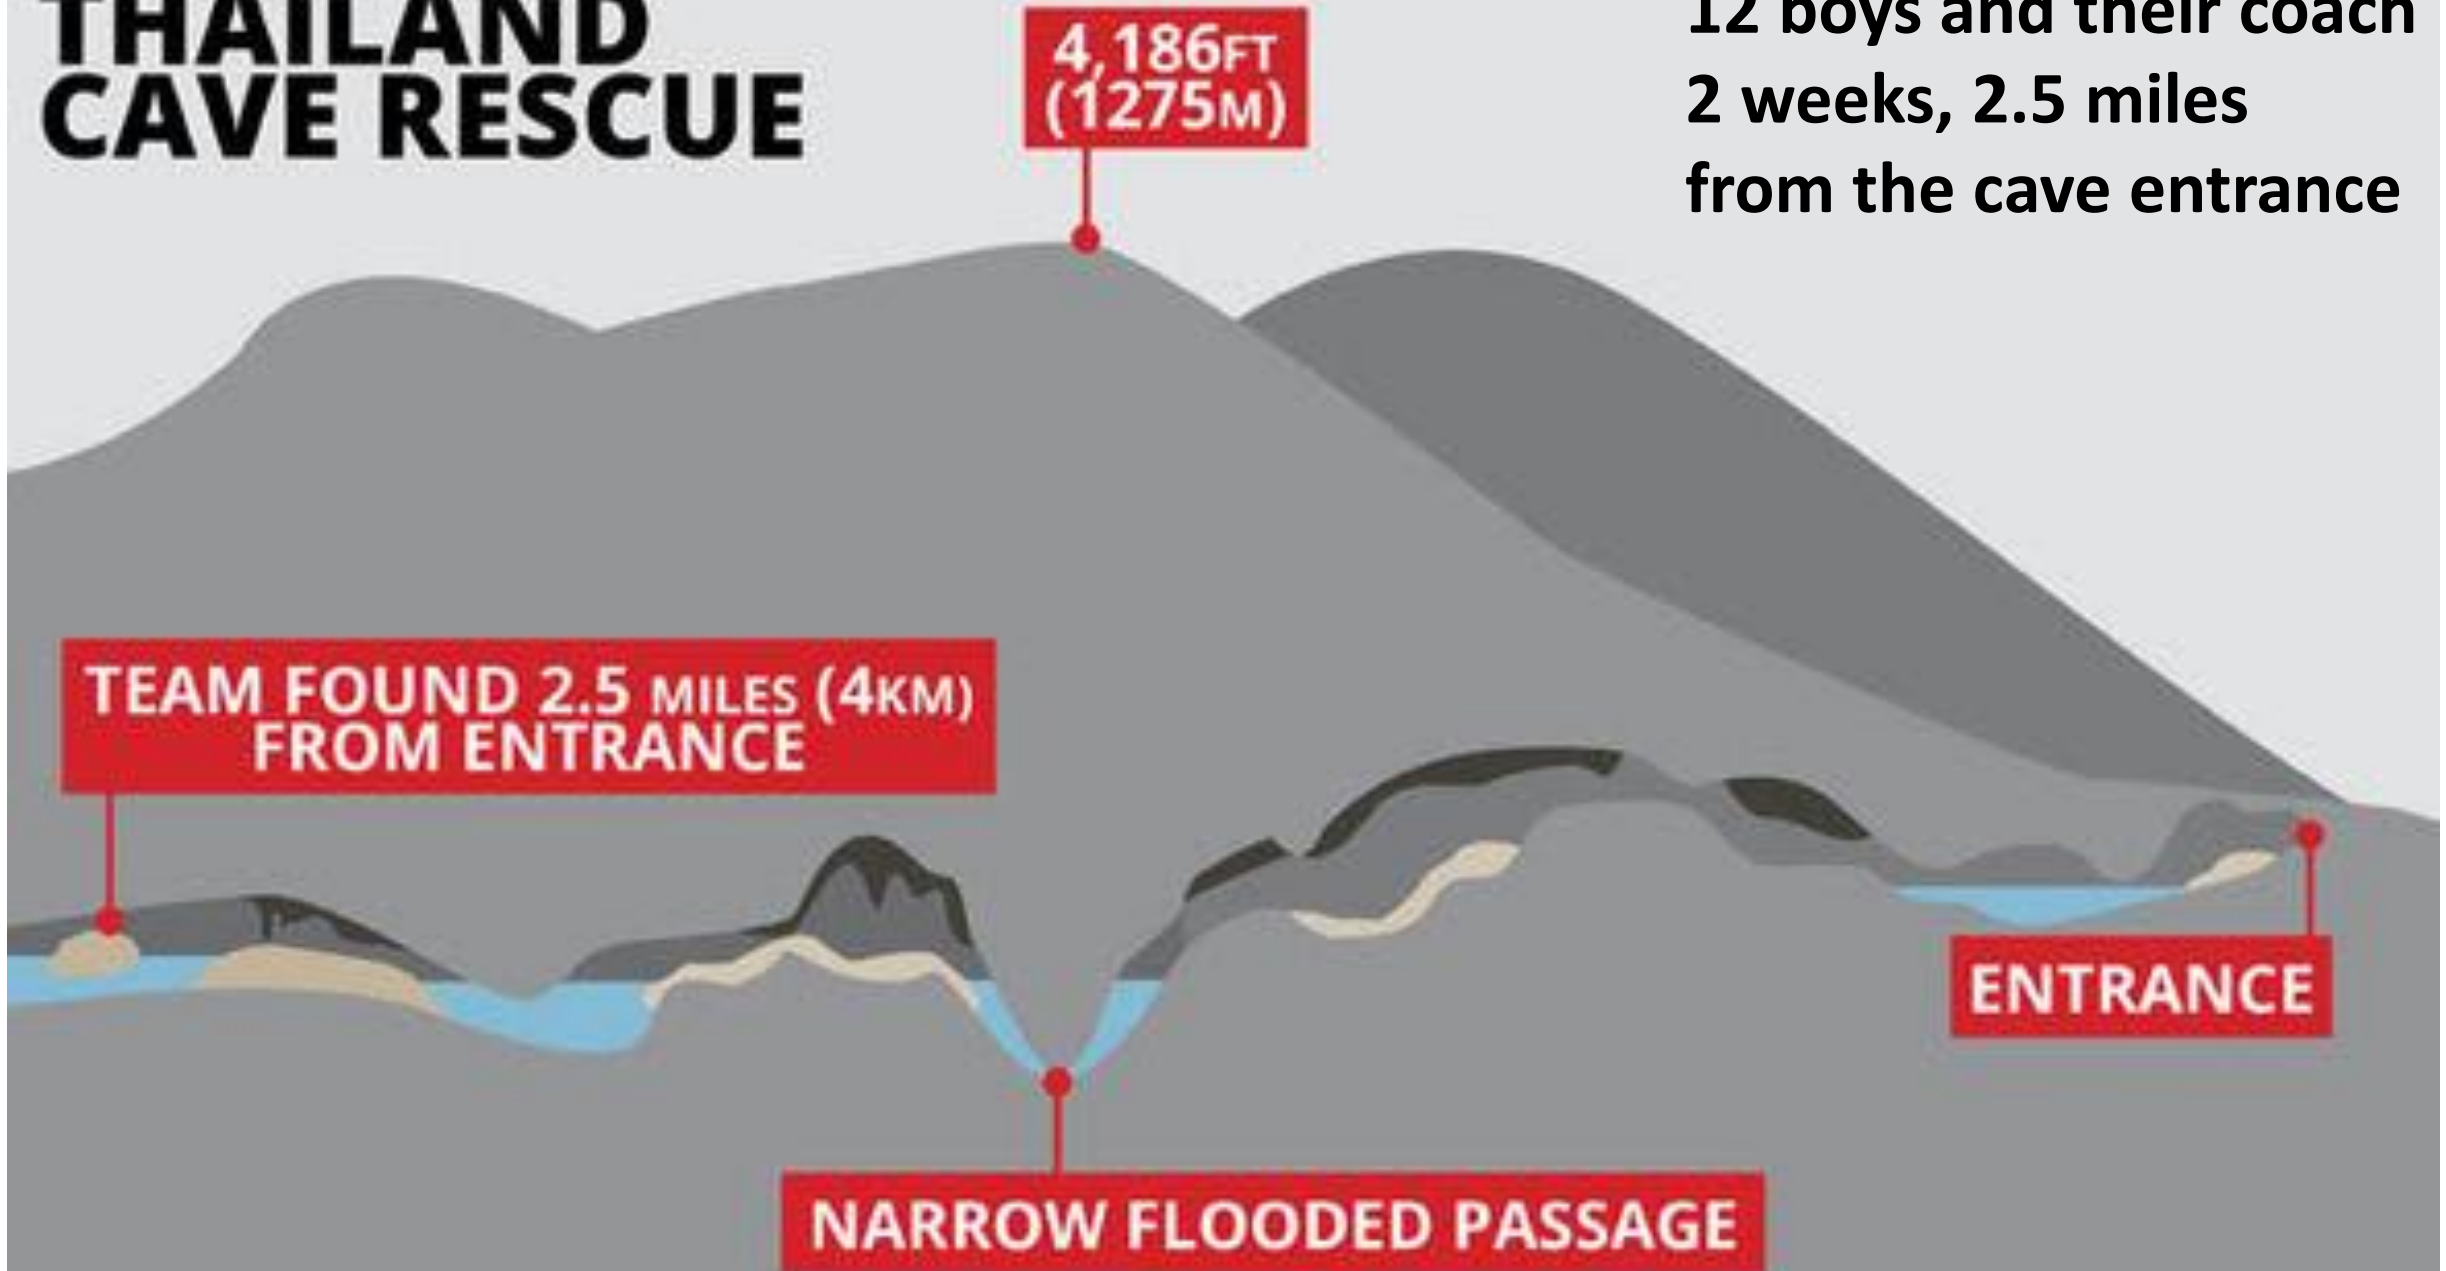 THAILAND
CAVE RESCUE
12 boys and their coach
2 weeks, 2.5 miles
from the cave entrance
4,186FT
(1275M)
TEAM FOUND 2.5 MILES (4KM)
FROM ENTRANCE
ENTRANCE
NARROW FLOODED PASSAGE